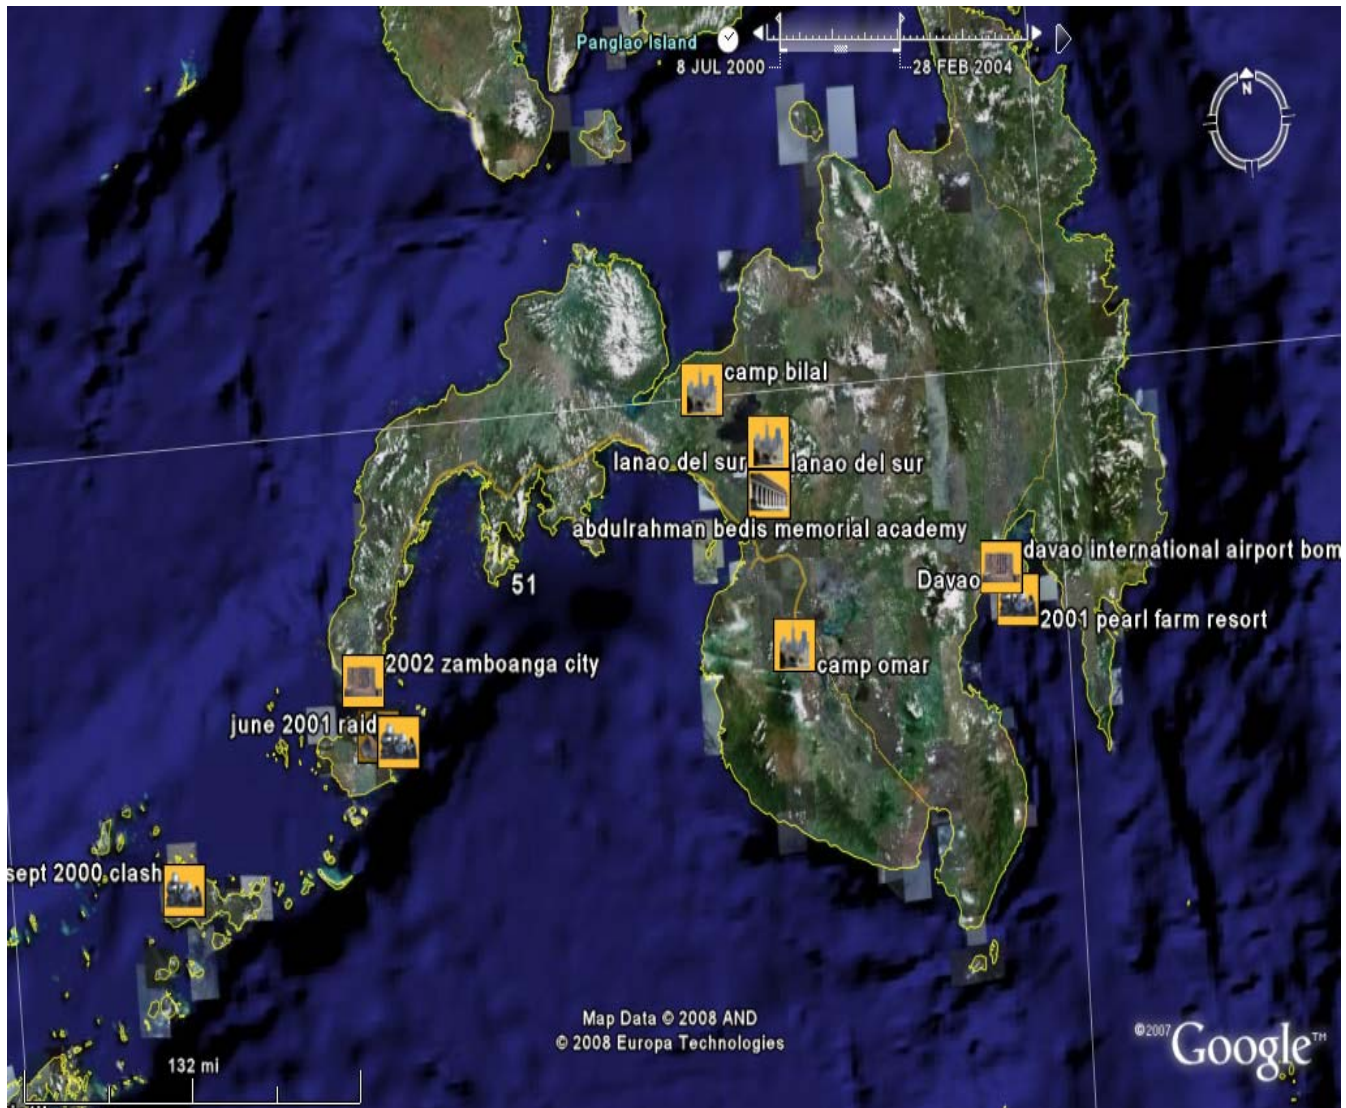 Panglao Island
8 JUL 2000
28 FEB 2004
N
camp bilal
lanao del sur
lanao del sur
abdulrahman bedis memorial academy
davao international airport bom
Davao
51
2001 pearl farm resort
2002 zamboanga city
camp omar
june 2001 raid
sept 2000 clash
Map Data © 2008 AND
© 2008 Europa Technologies
©2007 Google™
132 mi